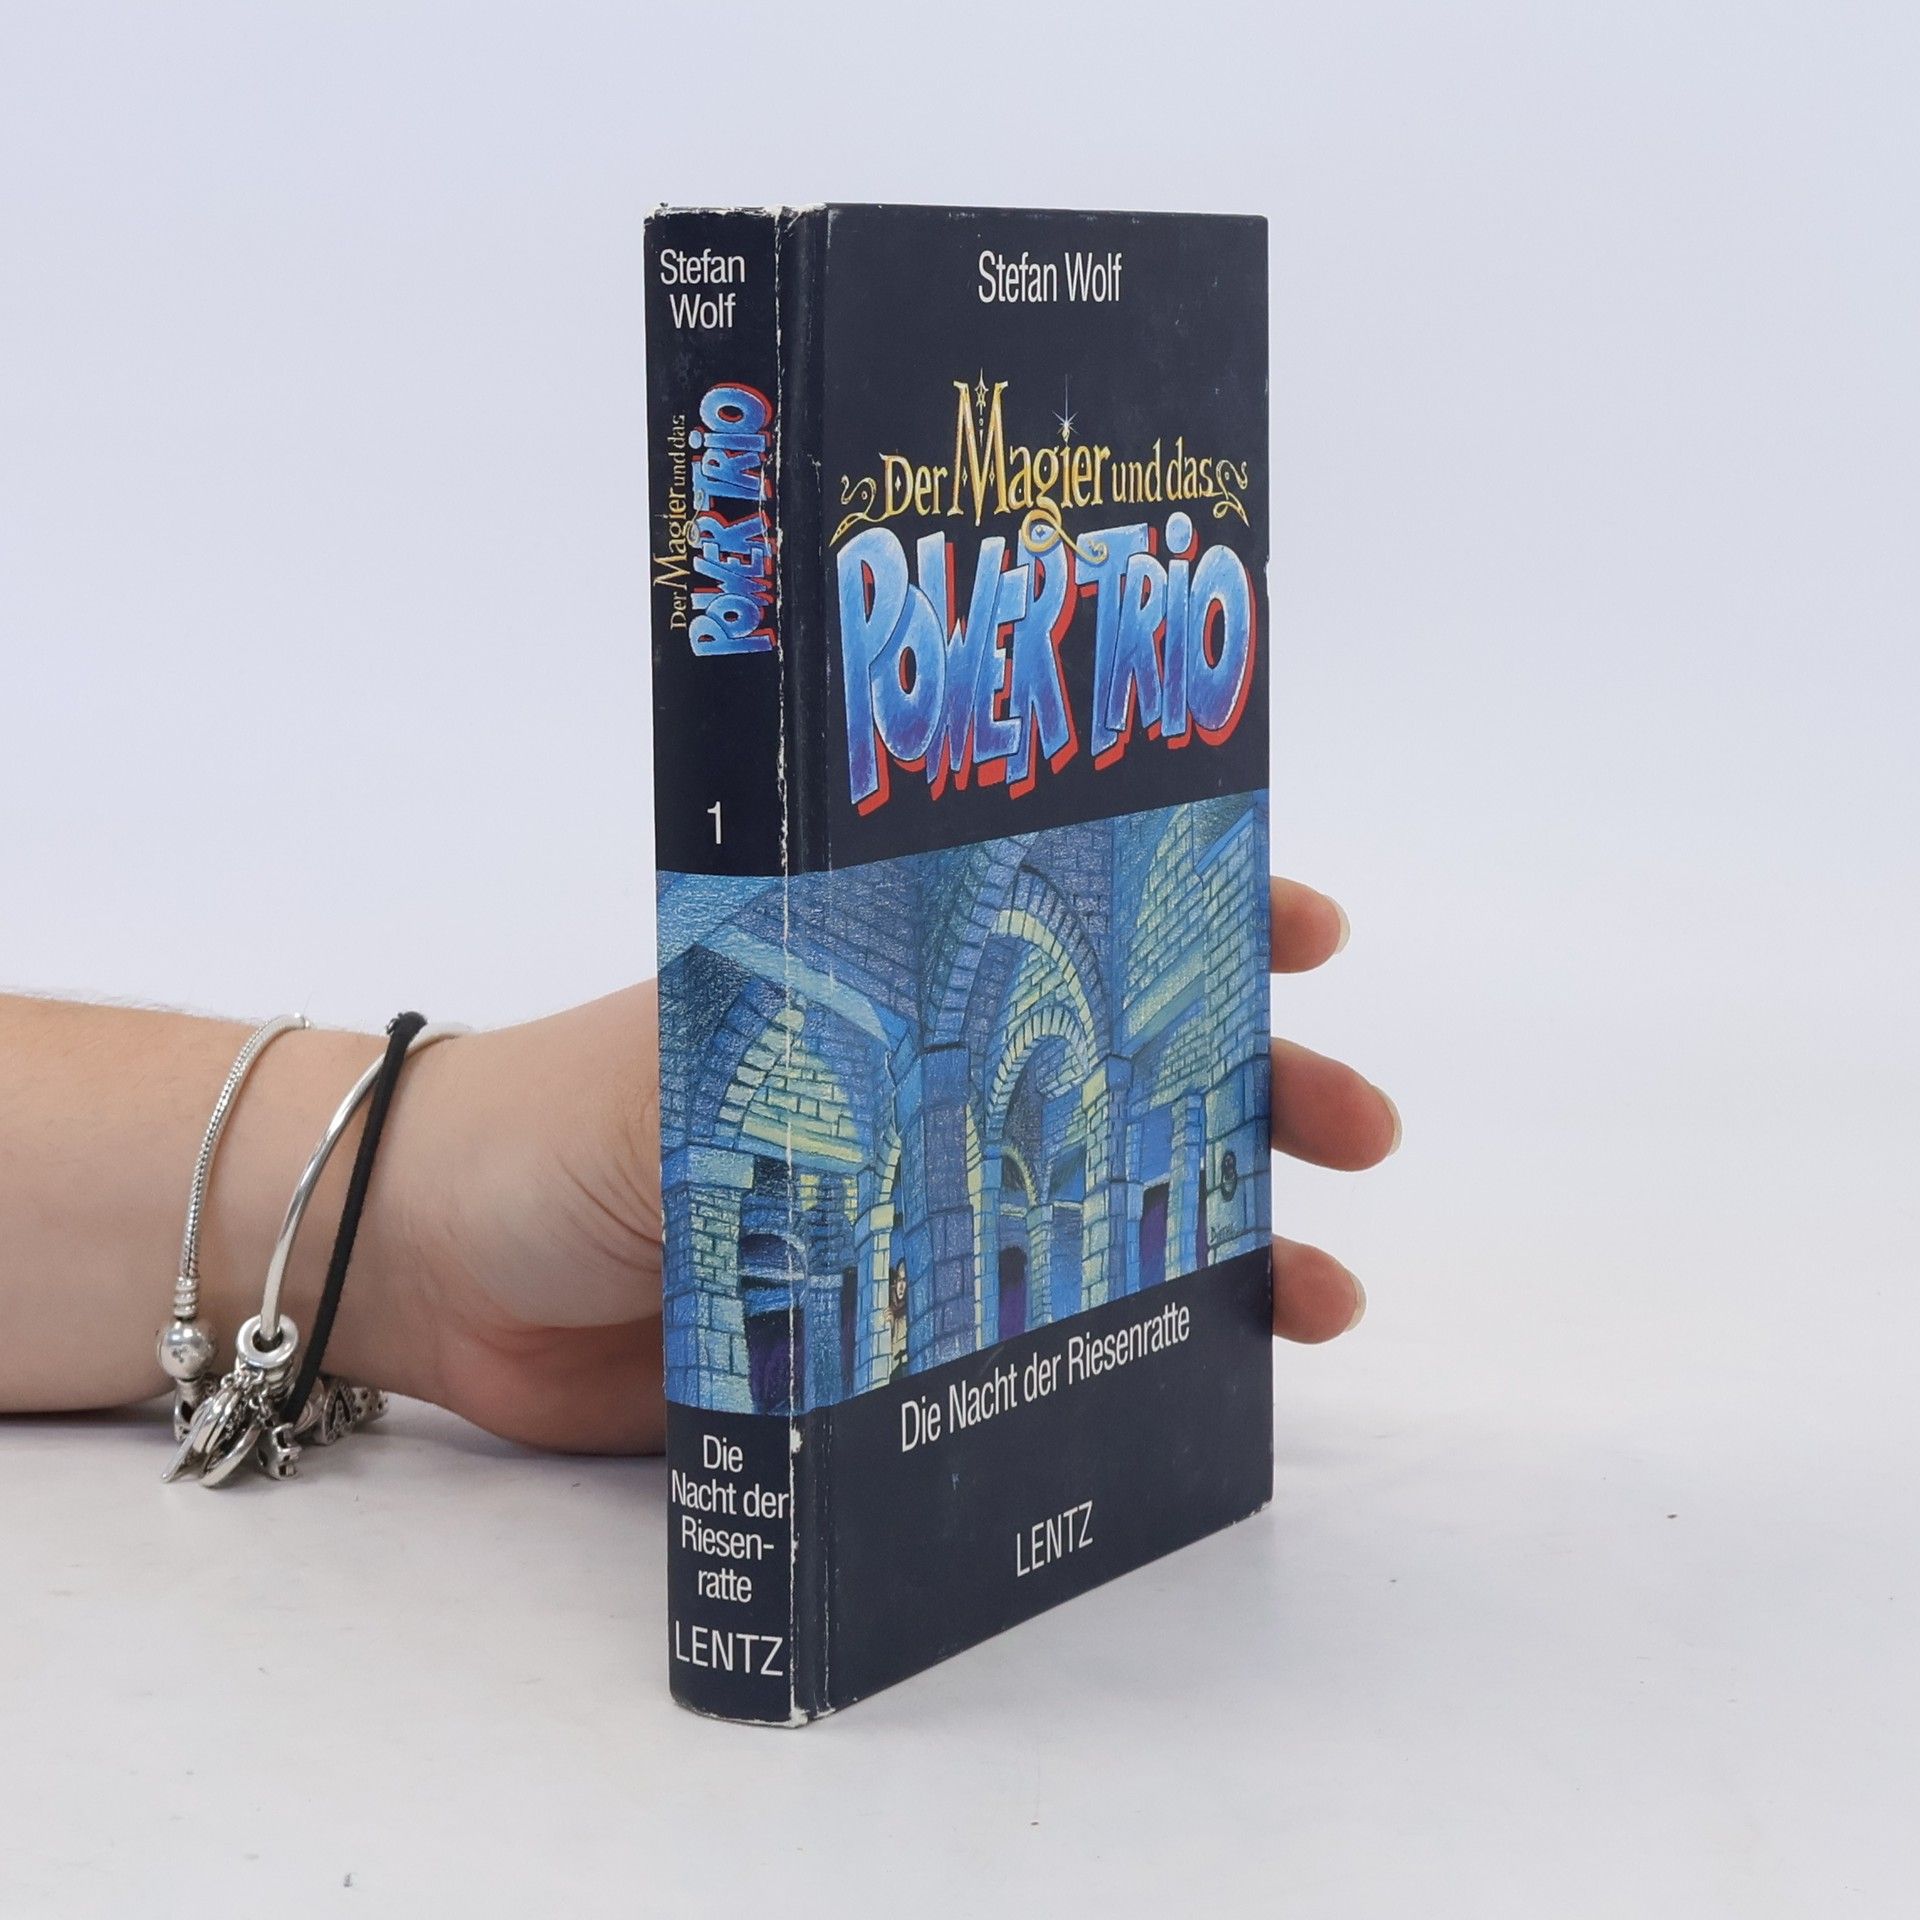 Stefan
Wolf
Der Magier und das
POWER TRIO
1
Die
Nacht der
Riesen-
ratte
LENTZ
Stefan Wolf
Der Magier und das
POWER TRIO
Die Nacht der Riesenratte
LENTZ